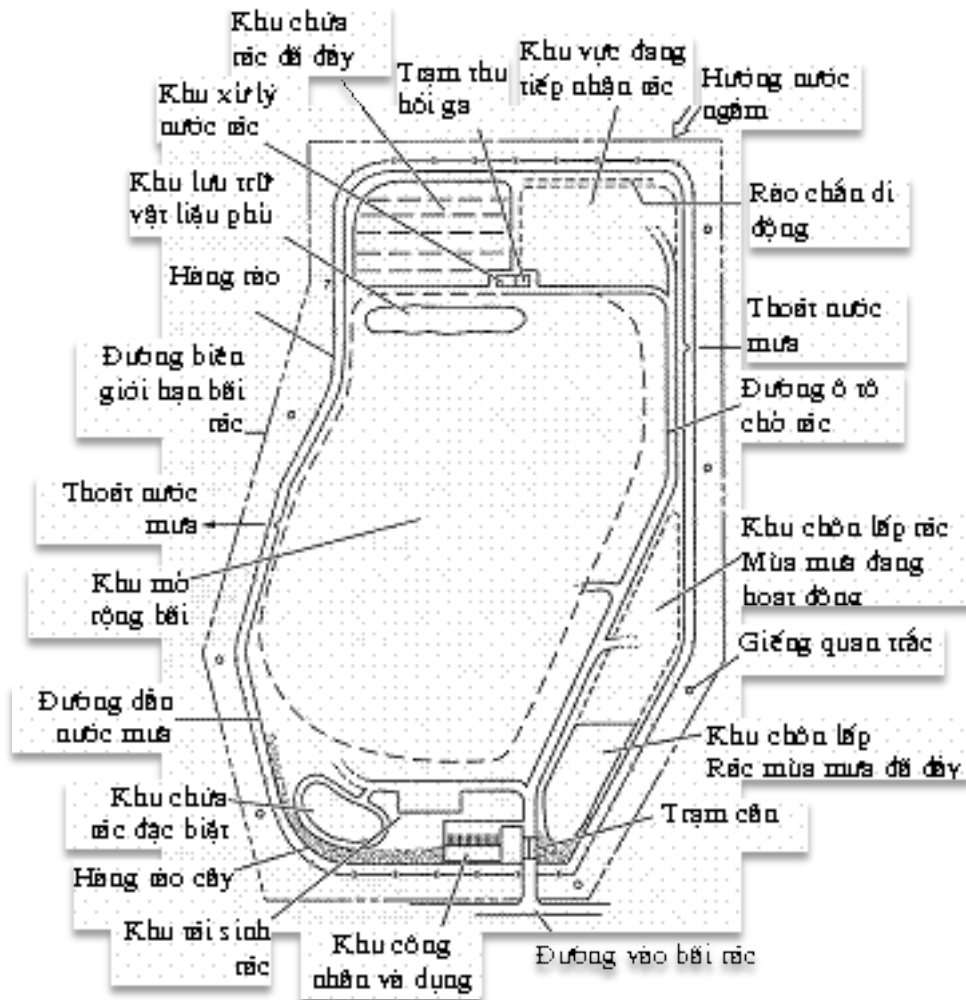 Khu chứa
rác đã đầy
Trạm thu
hồi ga
Khu vực đang
tiếp nhận rác
Hướng nước
ngầm
Khu xử lý
nước rác
Khu lưu trữ
vật liệu phủ
Rào chắn di
động
Hàng rào
Thoát nước
mưa
Đường biên
giới hạn bãi
rác
Đường ô tô
chở rác
Thoát nước
mưa
Khu chôn lấp rác
Mùa mưa đang
hoạt động
Khu mở
rộng bãi
Giếng quan trắc
Đường dẫn
nước mưa
Khu chôn lấp
Rác mùa mưa đã đầy
Khu chứa
rác đặc biệt
Trạm cân
Hàng rào cây
Khu tái sinh
rác
Khu công
nhân và dụng
Đường vào bãi rác